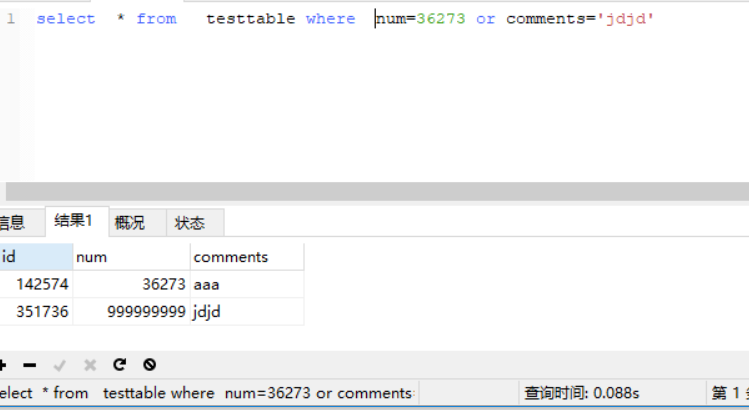 1 select * from testtable where num=36273 or comments='jdjd'
信息 结果1 概况 状态
id num comments
142574 36273 aaa
351736 999999999 jdjd
elect * from testtable where num=36273 or comments= 查询时间: 0.088s 第 1